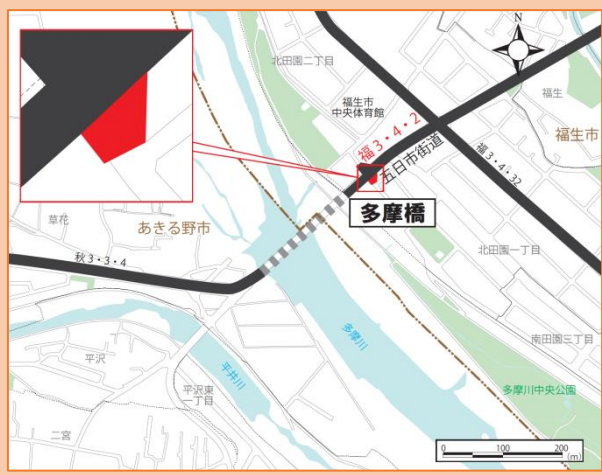 N
北田園二丁目
福生市
中央体育館
福生
福生市
福3・4・2
五日市街道
福3・4・32
多摩橋
草花
あきる野市
秋3・3・4
北田園一丁目
南田園三丁目
多摩川
多摩川中央公園
平沢
平井川
平沢東
一丁目
二宮
0 100 200
(m)